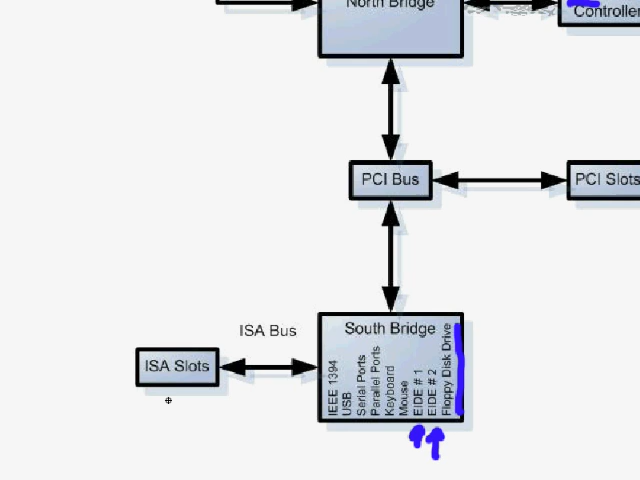 North Bridge
Controller
PCI Bus
PCI Slots
ISA Bus
South Bridge
ISA Slots
IEEE 1394
USB
Serial Ports
Parallel Ports
Keyboard
Mouse
EIDE # 1
EIDE # 2
Floppy Disk Drive